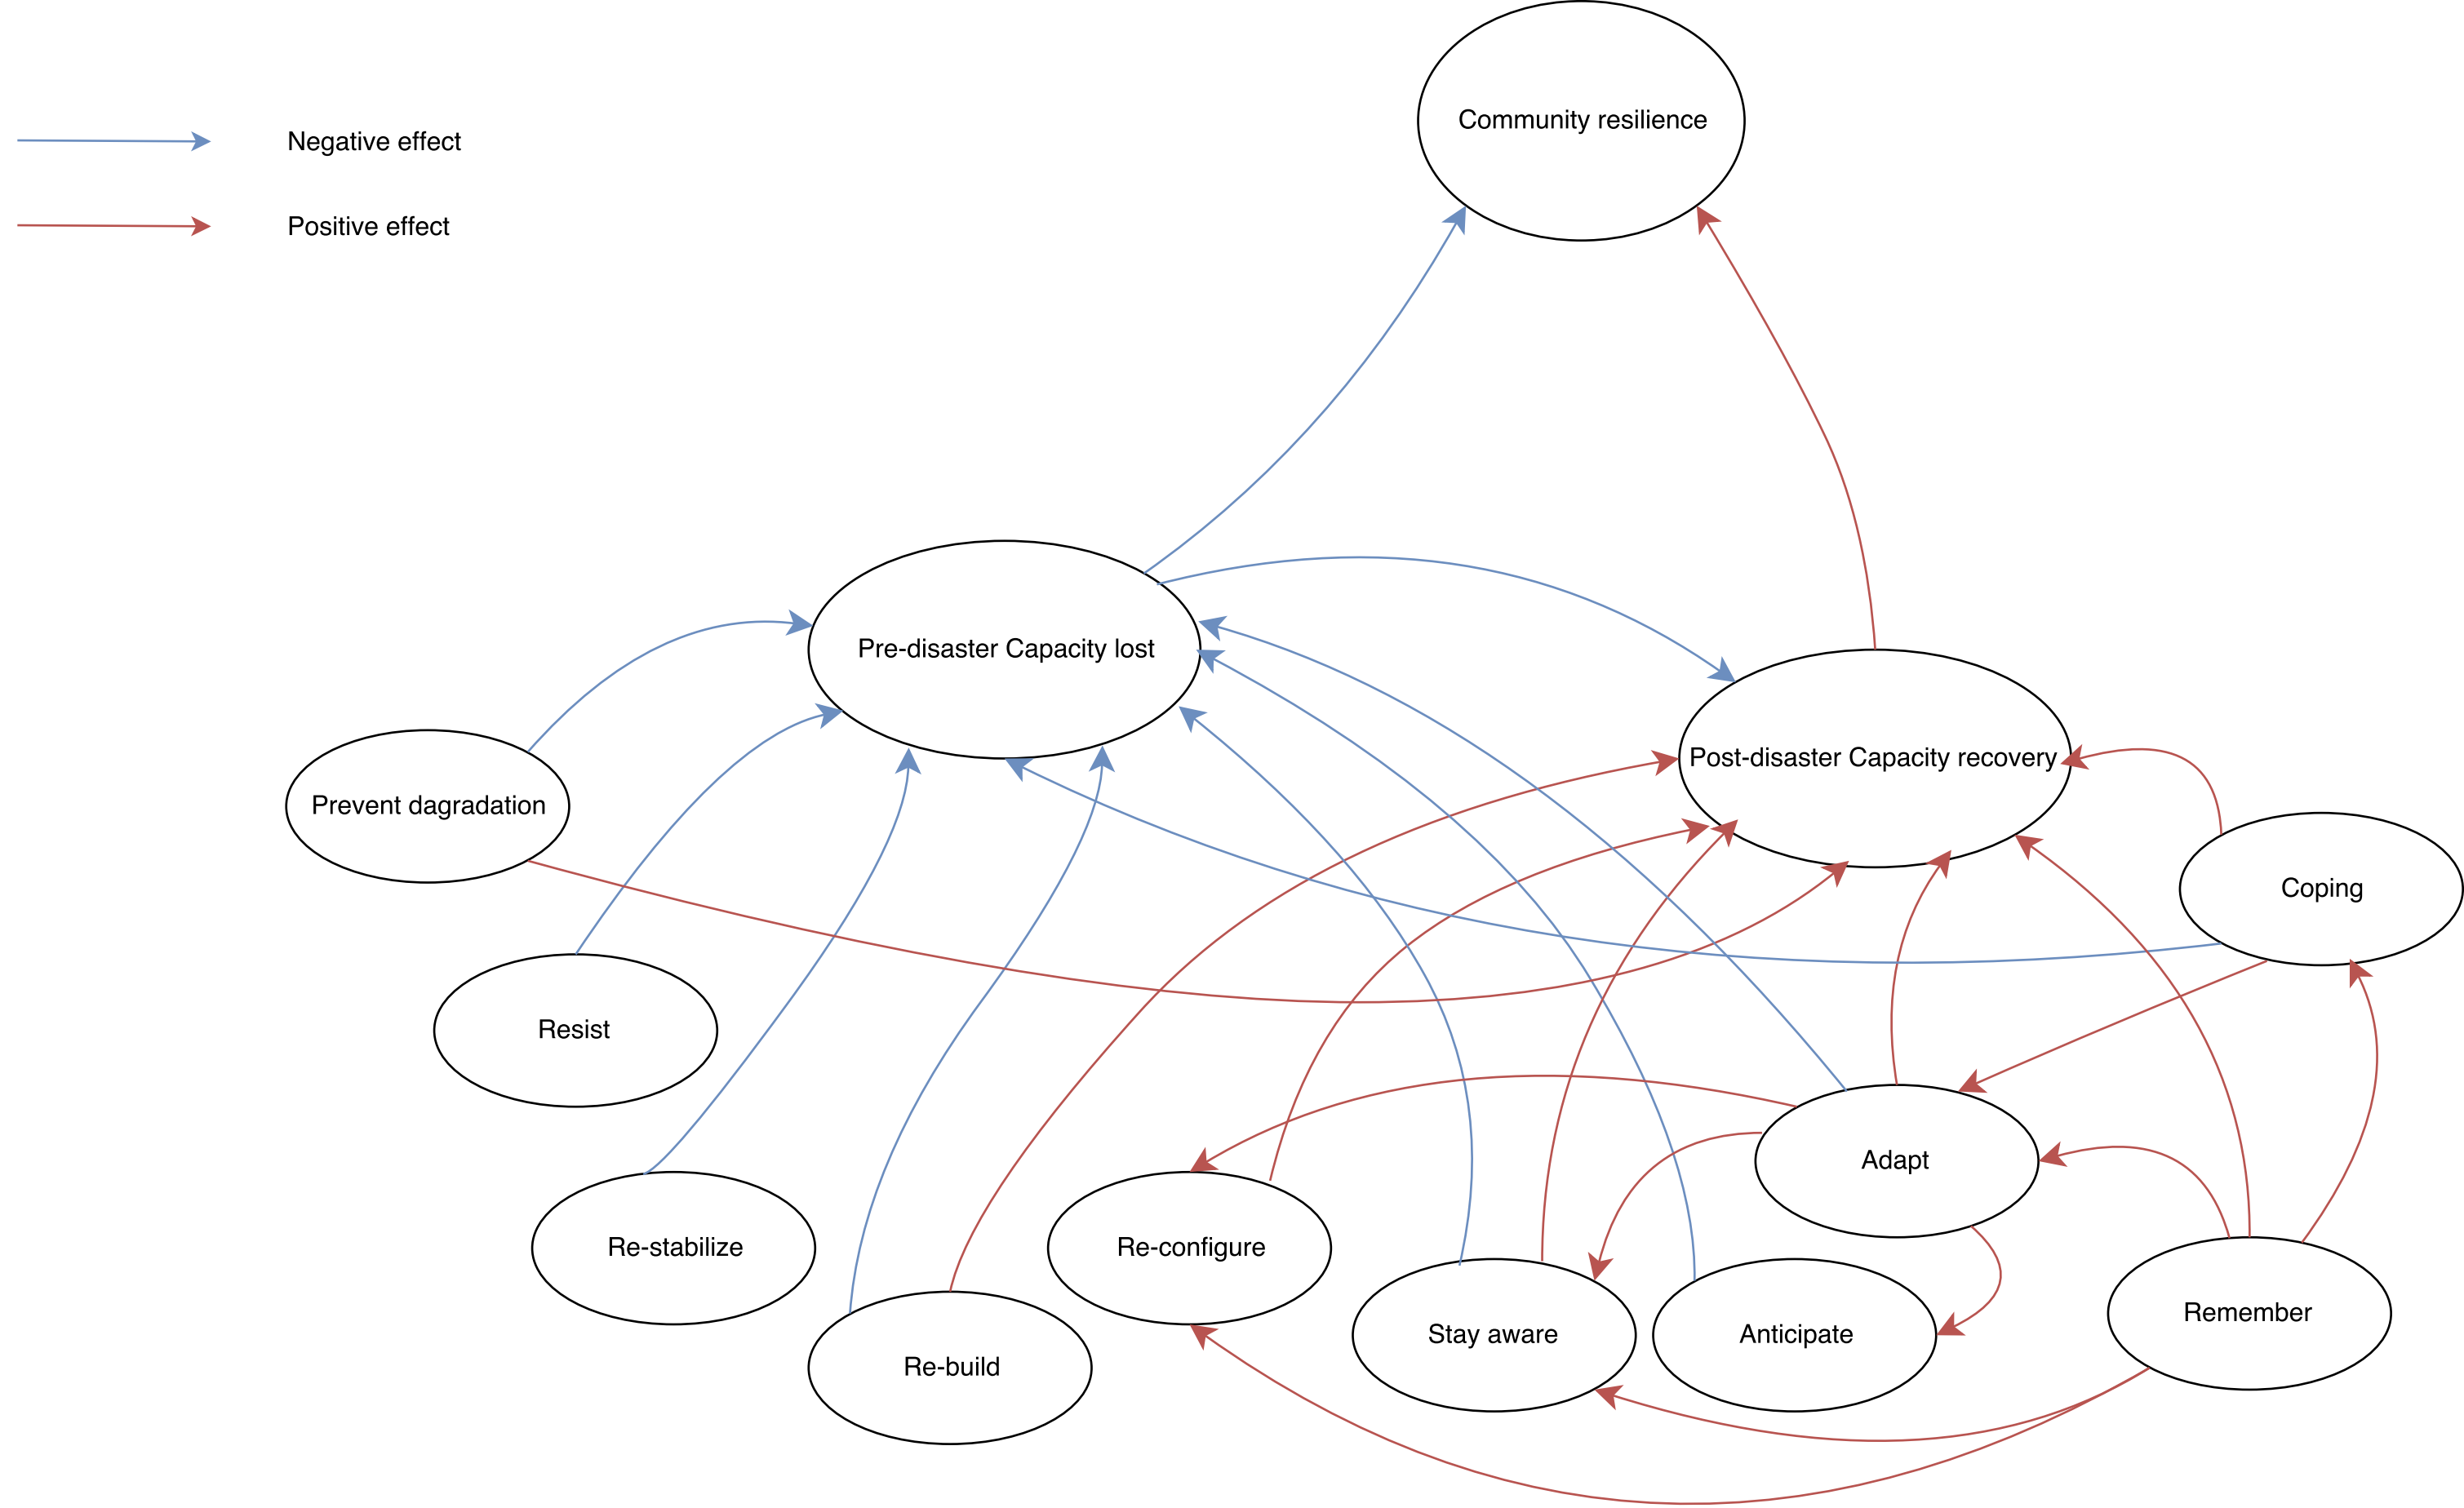 Community resilience
Negative effect
Positive effect
Pre-disaster Capacity lost
Post-disaster Capacity recovery
Prevent dagradation
Coping
Resist
Adapt
Re-stabilize
Re-configure
Remember
Stay aware
Anticipate
Re-build